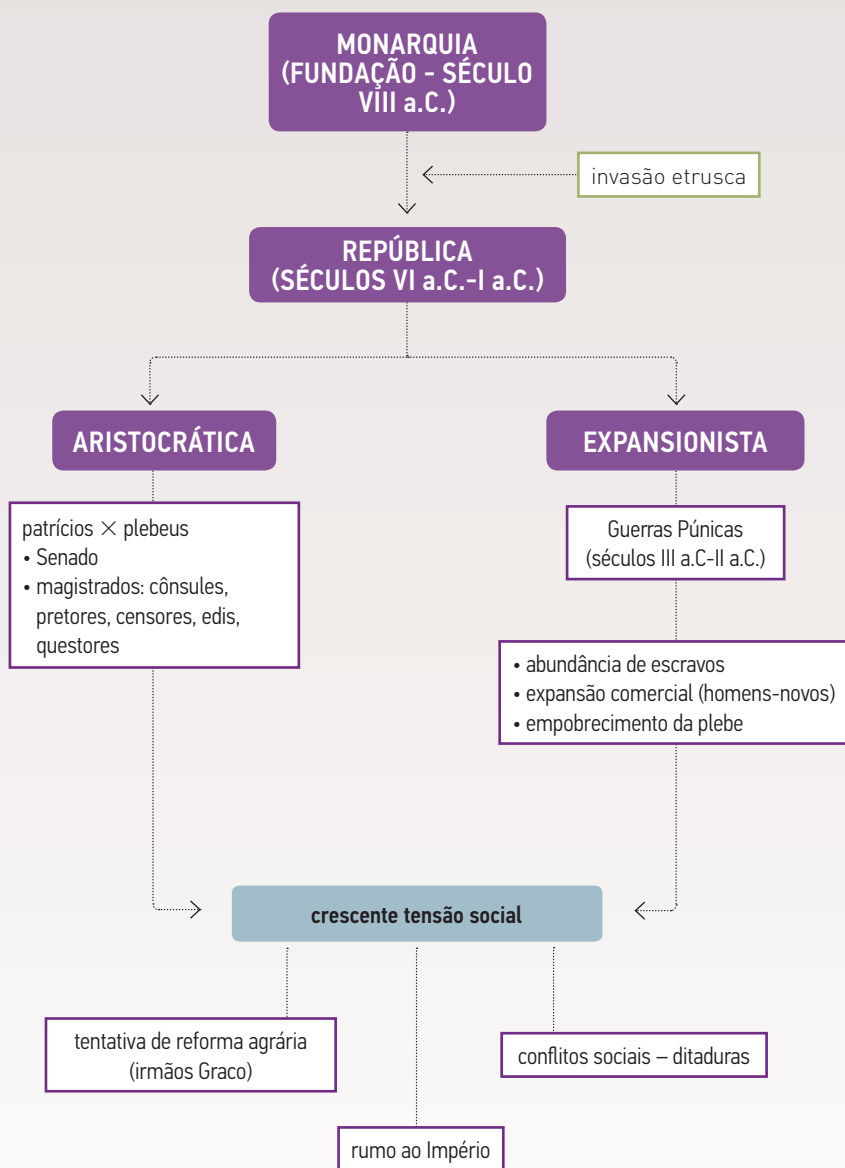 MONARQUIA
(FUNDAÇÃO - SÉCULO
VIII a.C.)
invasão etrusca
REPÚBLICA
(SÉCULOS VI a.C.-I a.C.)
ARISTOCRÁTICA
patrícios × plebeus
• Senado
• magistrados: cônsules,
pretores, censores, edis,
questores
EXPANSIONISTA
Guerras Púnicas
(séculos III a.C-II a.C.)
• abundância de escravos
• expansão comercial (homens-novos)
• empobrecimento da plebe
crescente tensão social
tentativa de reforma agrária
(irmãos Graco)
rumo ao Império
conflitos sociais – ditaduras